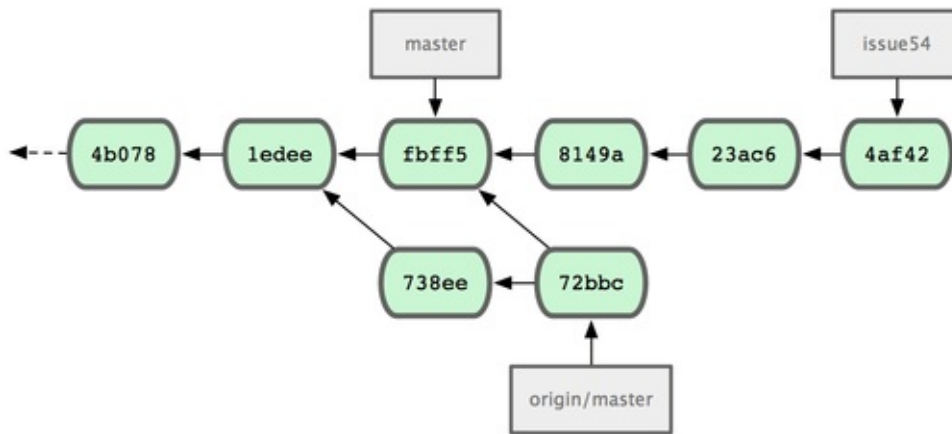 master
issue54
4b078
1edee
fbff5
8149a
23ac6
4af42
738ee
72bbc
origin/master